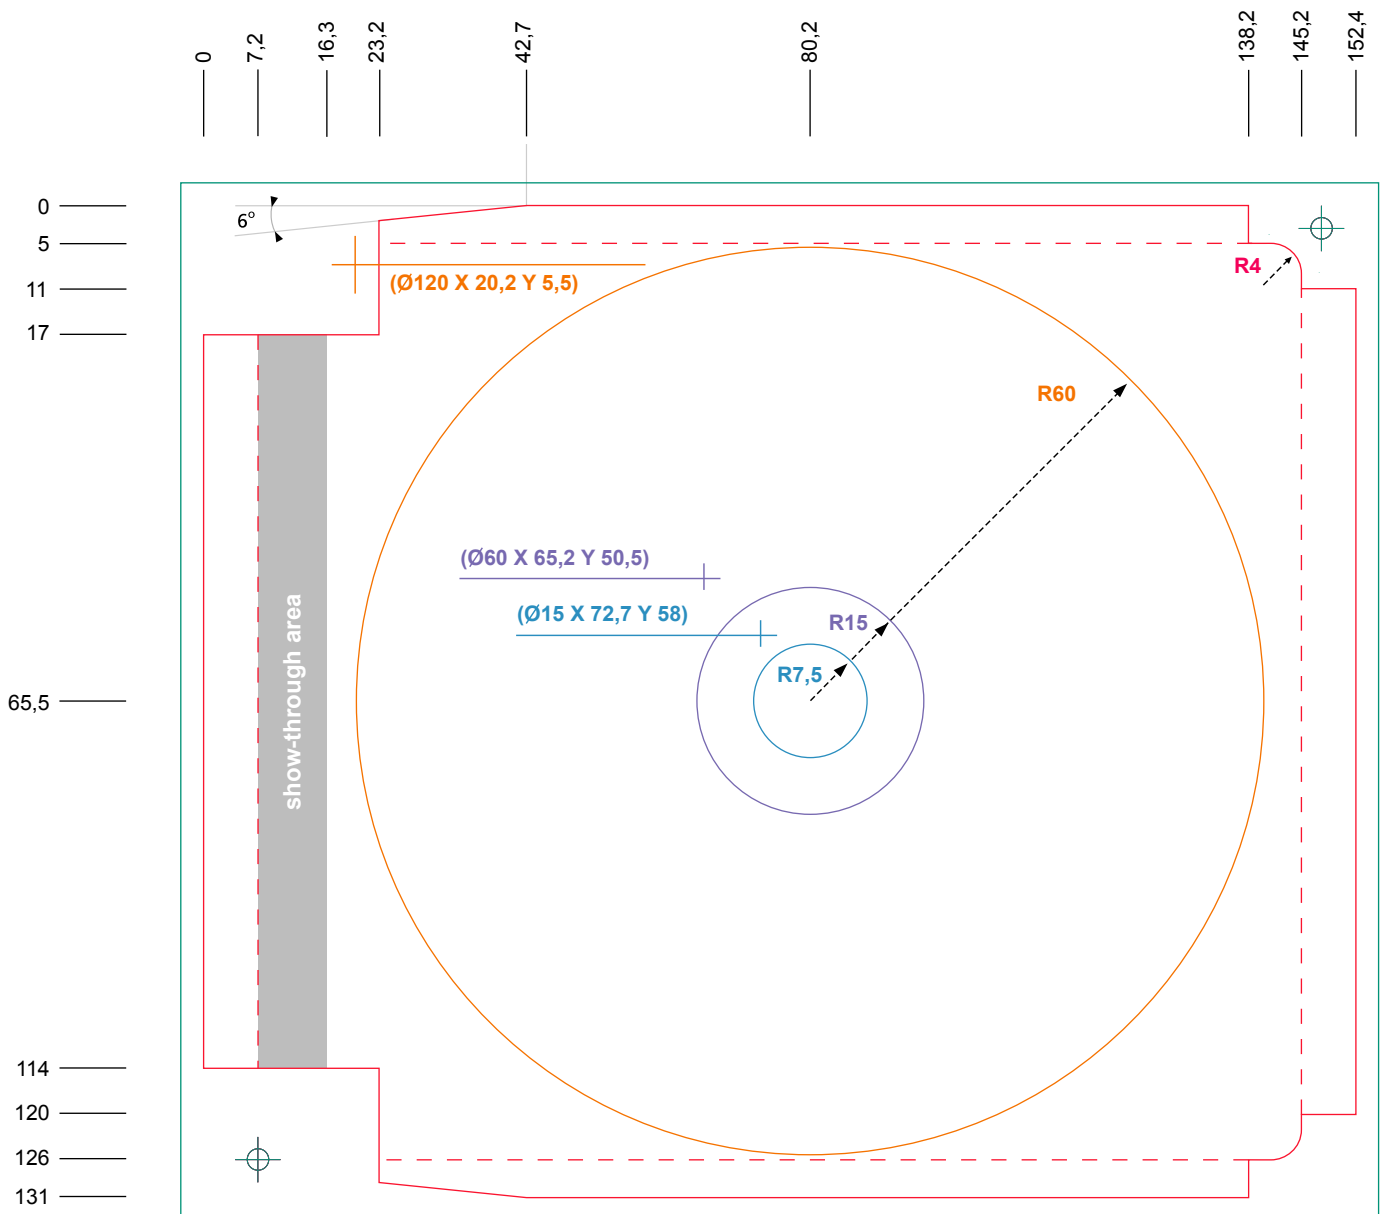 0
7,2
16,3
23,2
42,7
80,2
138,2
145,2
152,4
0
6°
5
R4
11
(Ø120 X 20,2 Y 5,5)
17
R60
(Ø60 X 65,2 Y 50,5)
(Ø15 X 72,7 Y 58)
R15
R7,5
65,5
show-through area
114
120
126
131